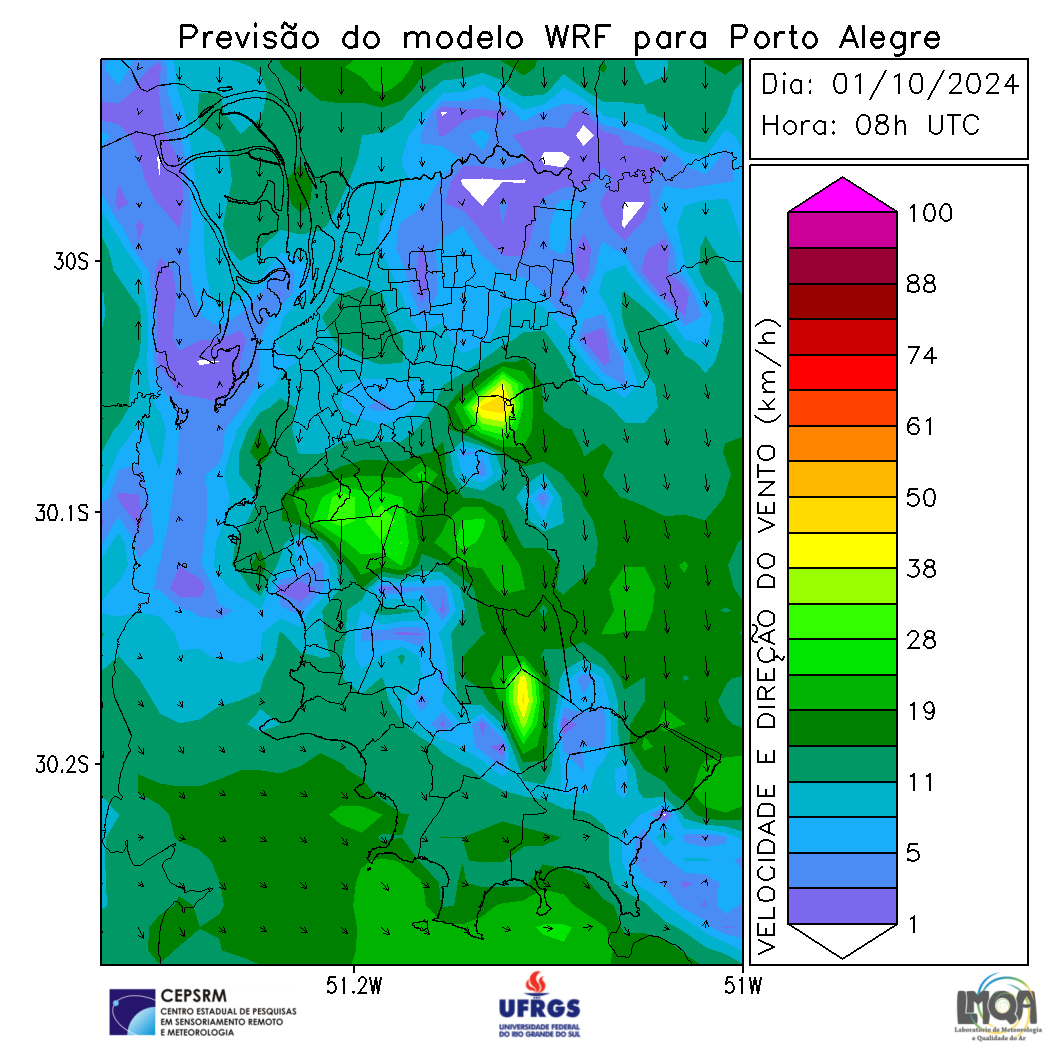 Previsão do modelo WRF para Porto Alegre
Dia: 01/10/2024
Hora: 08h UTC
30S
30.1S
30.2S
51.2W
51W
VELOCIDADE E DIREÇÃO DO VENTO (km/h)
100
88
74
61
50
38
28
19
11
5
1
CEPSRM
CENTRO ESTADUAL DE PESQUISAS
EM SENSORIAMENTO REMOTO
E METEOROLOGIA
UFRGS
UNIVERSIDADE FEDERAL
DO RIO GRANDE DO SUL
LMQA
Laboratório de Meteorologia
e Qualidade do Ar